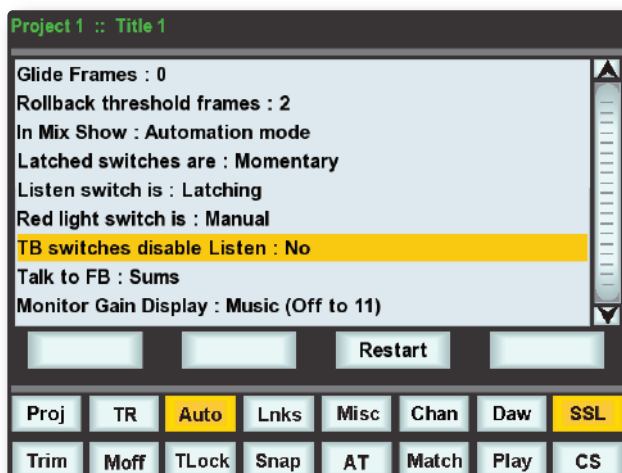 Project 1 :: Title 1
Glide Frames : 0
Rollback threshold frames : 2
In Mix Show : Automation mode
Latched switches are : Momentary
Listen switch is : Latching
Red light switch is : Manual
TB switches disable Listen : No
Talk to FB : Sums
Monitor Gain Display : Music (Off to 11)
Restart
Proj TR Auto Lnks Misc Chan Daw SSL
Trim Moff TLock Snap AT Match Play CS